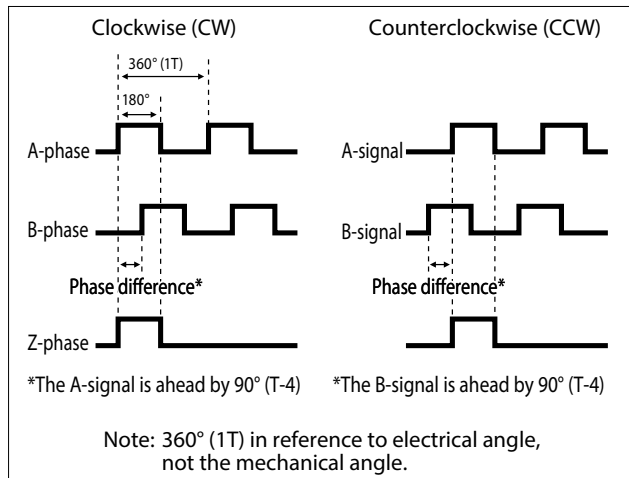 Clockwise (CW)
Counterclockwise (CCW)
360° (1T)
180°
A-phase
A-signal
B-phase
B-signal
Phase difference*
Phase difference*
Z-phase
*The A-signal is ahead by 90° (T-4)
*The B-signal is ahead by 90° (T-4)
Note: 360° (1T) in reference to electrical angle,
not the mechanical angle.